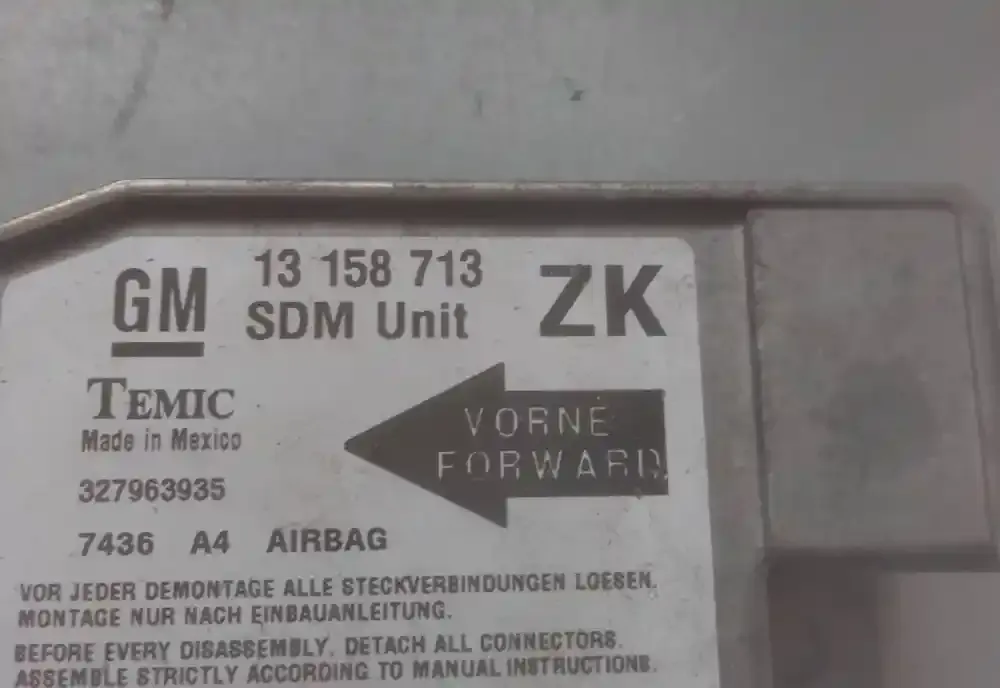 GM 13 158 713 ZK
SDM Unit
TEMIC
Made in Mexico
VORNE
FORWARD
327963935
7436 A4 AIRBAG
VOR JEDER DEMONTAGE ALLE STECKVERBINDUNGEN LOESEN.
MONTAGE NUR NACH EINBAUANLEITUNG.
BEFORE EVERY DISASSEMBLY. DETACH ALL CONNECTORS.
ASSEMBLE STRICTLY ACCORDING TO MANUAL INSTRUCTIONS.